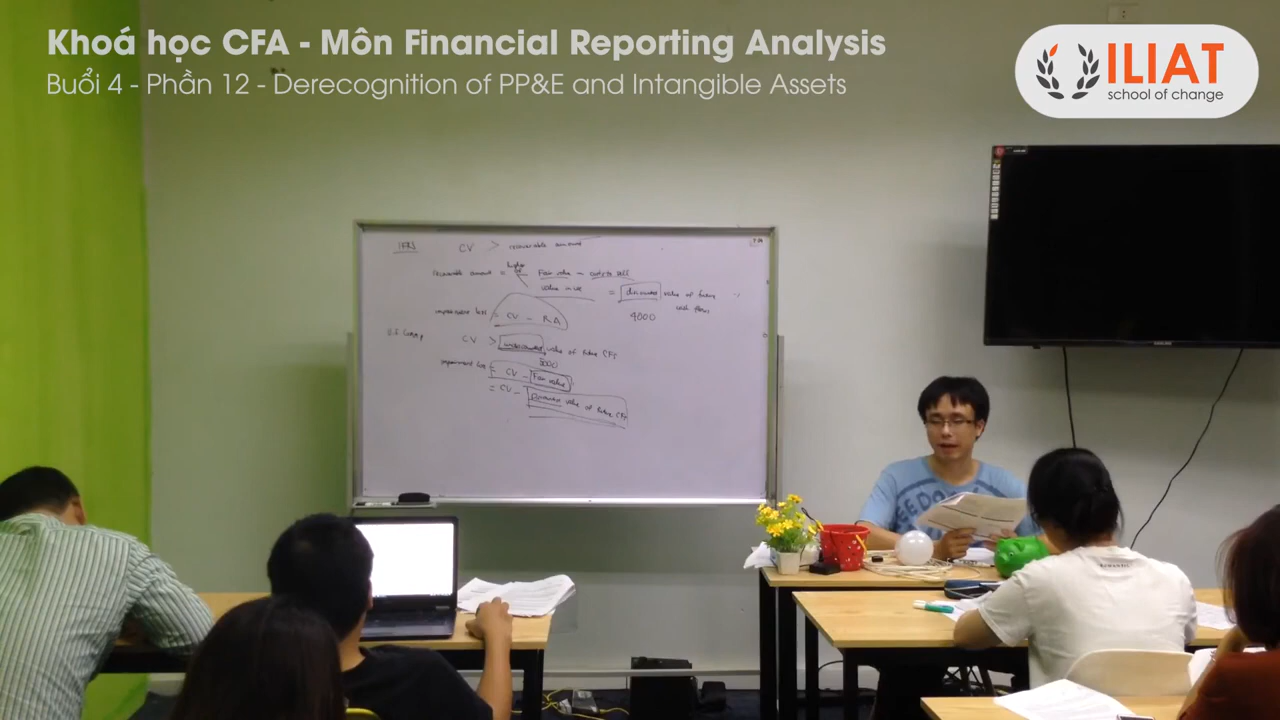 Khoá học CFA - Môn Financial Reporting Analysis
Buổi 4 - Phần 12 - Derecognition of PP&E and Intangible Assets
ILIAT
school of change
IFRS CV > recoverable amount
recoverable amount = higher Fair value - costs to sell
value in use = discounted value of future cash flows
4000
impairment loss = CV - RA
CV > undiscounted value of future CFs
5000
impairment loss = CV - Fair value
= CV - discounted value of future CFs